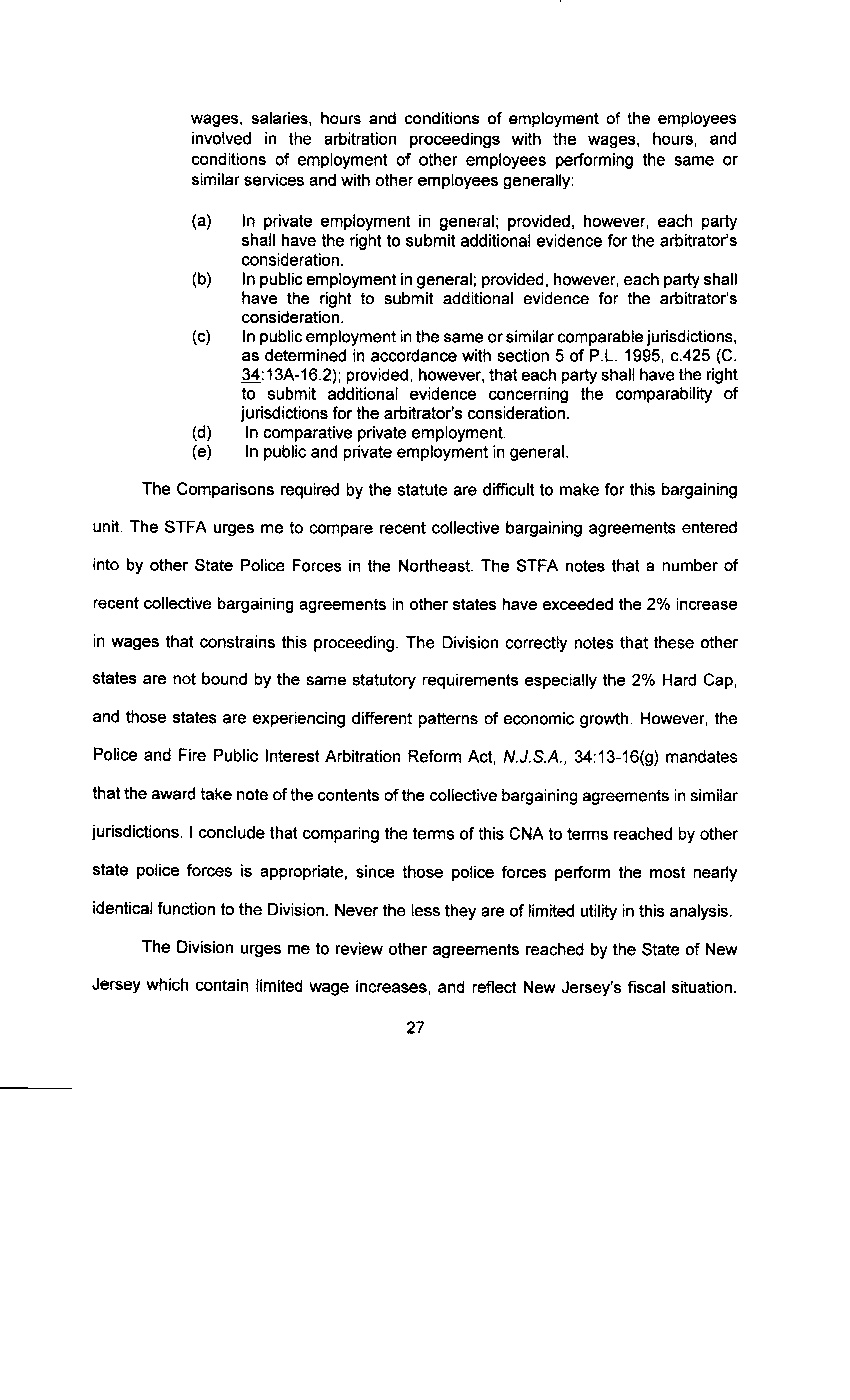 wages, salaries, hours and conditions of employment of the employees
involved in the arbitration proceedings with the wages, hours, and
conditions of employment of other employees performing the same or
similar services and with other employees generally:
(a) In private employment in general; provided, however, each party
shall have the right to submit additional evidence for the arbitrator's
consideration.
(b) In public employment in general; provided, however, each party shall
have the right to submit additional evidence for the arbitrator's
consideration.
(c) In public employment in the same or similar comparable jurisdictions,
as determined in accordance with section 5 of P.L. 1995, c.425 (C.
34:13A-16.2); provided, however, that each party shall have the right
to submit additional evidence concerning the comparability of
jurisdictions for the arbitrator's consideration.
(d) In comparative private employment.
(e) In public and private employment in general.
The Comparisons required by the statute are difficult to make for this bargaining
unit. The STFA urges me to compare recent collective bargaining agreements entered
into by other State Police Forces in the Northeast. The STFA notes that a number of
recent collective bargaining agreements in other states have exceeded the 2% increase
in wages that constrains this proceeding. The Division correctly notes that these other
states are not bound by the same statutory requirements especially the 2% Hard Cap,
and those states are experiencing different patterns of economic growth. However, the
Police and Fire Public Interest Arbitration Reform Act, N.J.S.A., 34:13-16(g) mandates
that the award take note of the contents of the collective bargaining agreements in similar
jurisdictions. I conclude that comparing the terms of this CNA to terms reached by other
state police forces is appropriate, since those police forces perform the most nearly
identical function to the Division. Never the less they are of limited utility in this analysis.
The Division urges me to review other agreements reached by the State of New
Jersey which contain limited wage increases, and reflect New Jersey's fiscal situation.
27